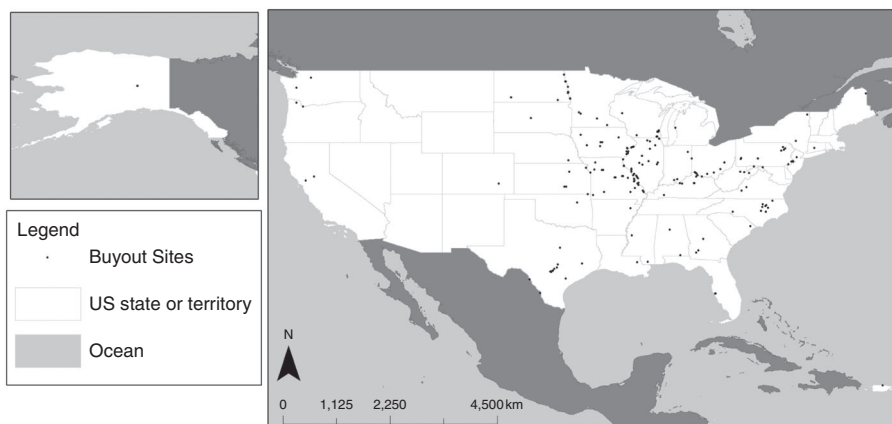 Legend
Buyout Sites
US state or territory
Ocean
N
0 1,125 2,250 4,500 km